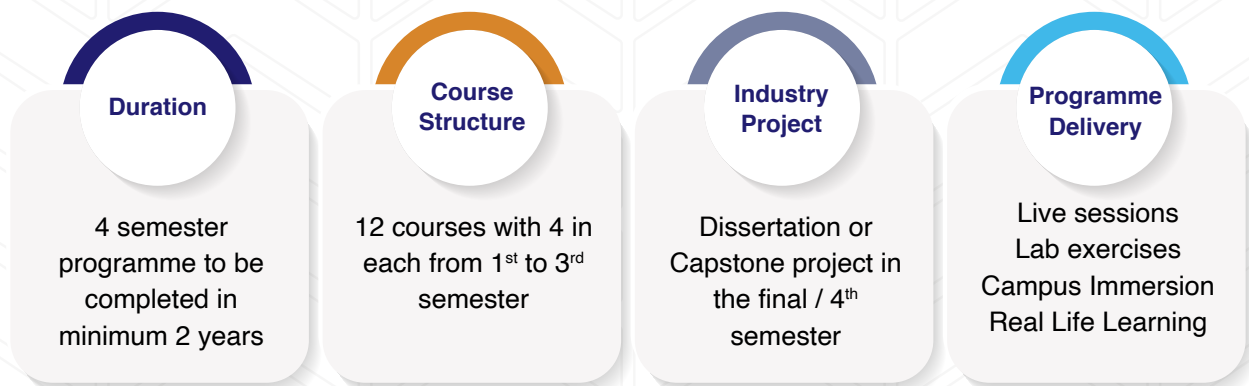 Duration
4 semester
programme to be
completed in
minimum 2 years
Course
Structure
12 courses with 4 in
each from 1st to 3rd
semester
Industry
Project
Dissertation or
Capstone project in
the final / 4th
semester
Programme
Delivery
Live sessions
Lab exercises
Campus Immersion
Real Life Learning